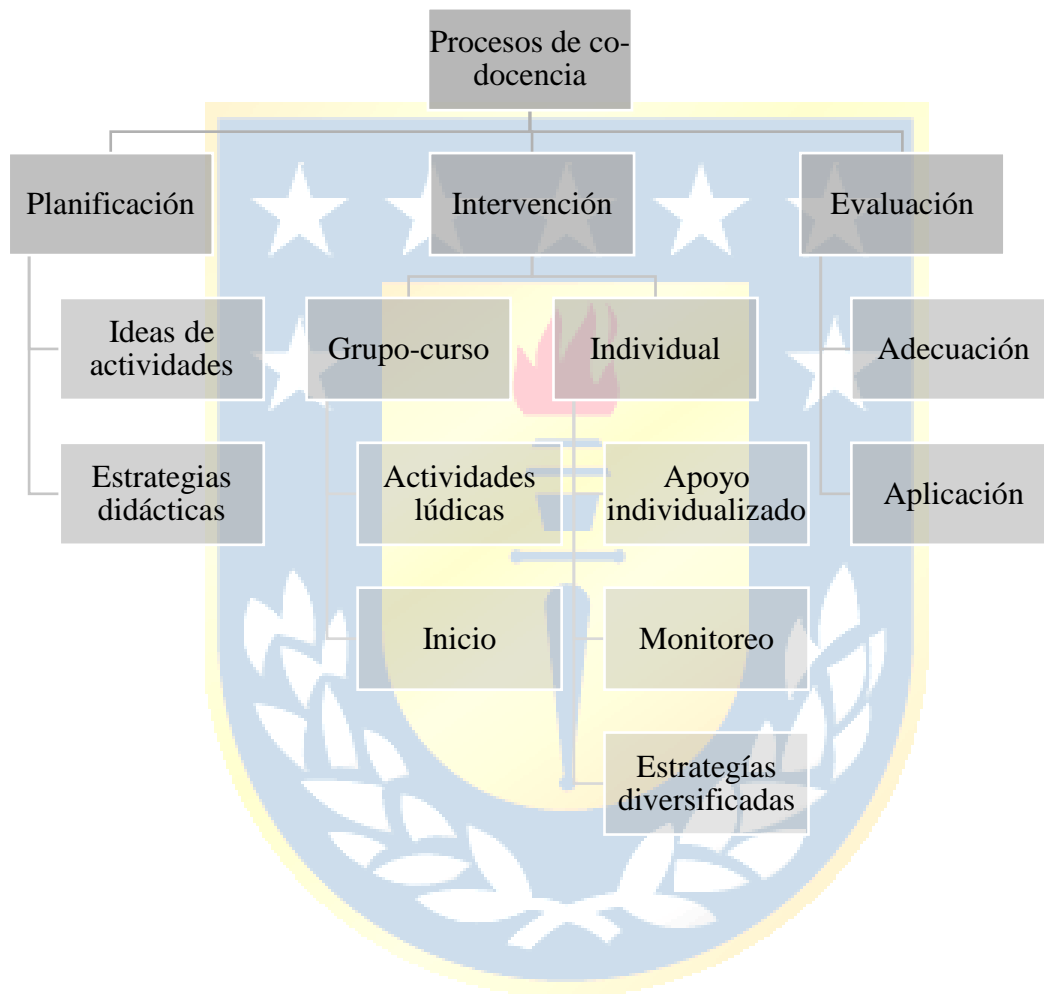 Procesos de co-
docencia
Planificación
Intervención
Evaluación
Ideas de
actividades
Grupo-curso
Individual
Adecuación
Estrategias
didácticas
Actividades
lúdicas
Apoyo
individualizado
Aplicación
Inicio
Monitoreo
Estrategías
diversificadas